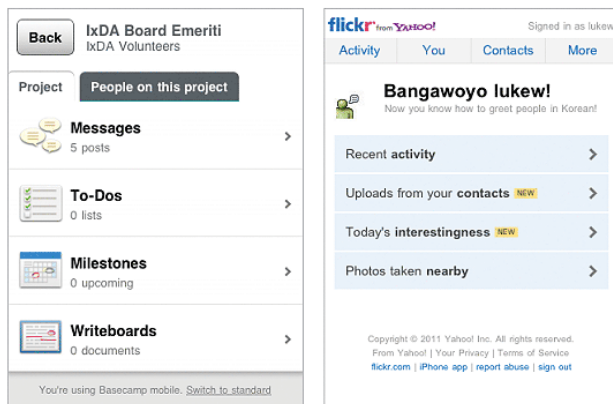 Back
IxDA Board Emeriti
IxDA Volunteers
Project
People on this project
Messages
5 posts
To-Dos
0 lists
Milestones
0 upcoming
Writeboards
0 documents
You're using Basecamp mobile. Switch to standard
flickr from YAHOO!
Signed in as lukew
Activity You Contacts More
Bangawoyo lukew!
Now you know how to greet people in Korean!
Recent activity
Uploads from your contacts NEW
Today's interestingness NEW
Photos taken nearby
Copyright © 2011 Yahoo! Inc. All rights reserved.
From Yahoo! | Your Privacy | Terms of Service
flickr.com | iPhone app | report abuse | sign out